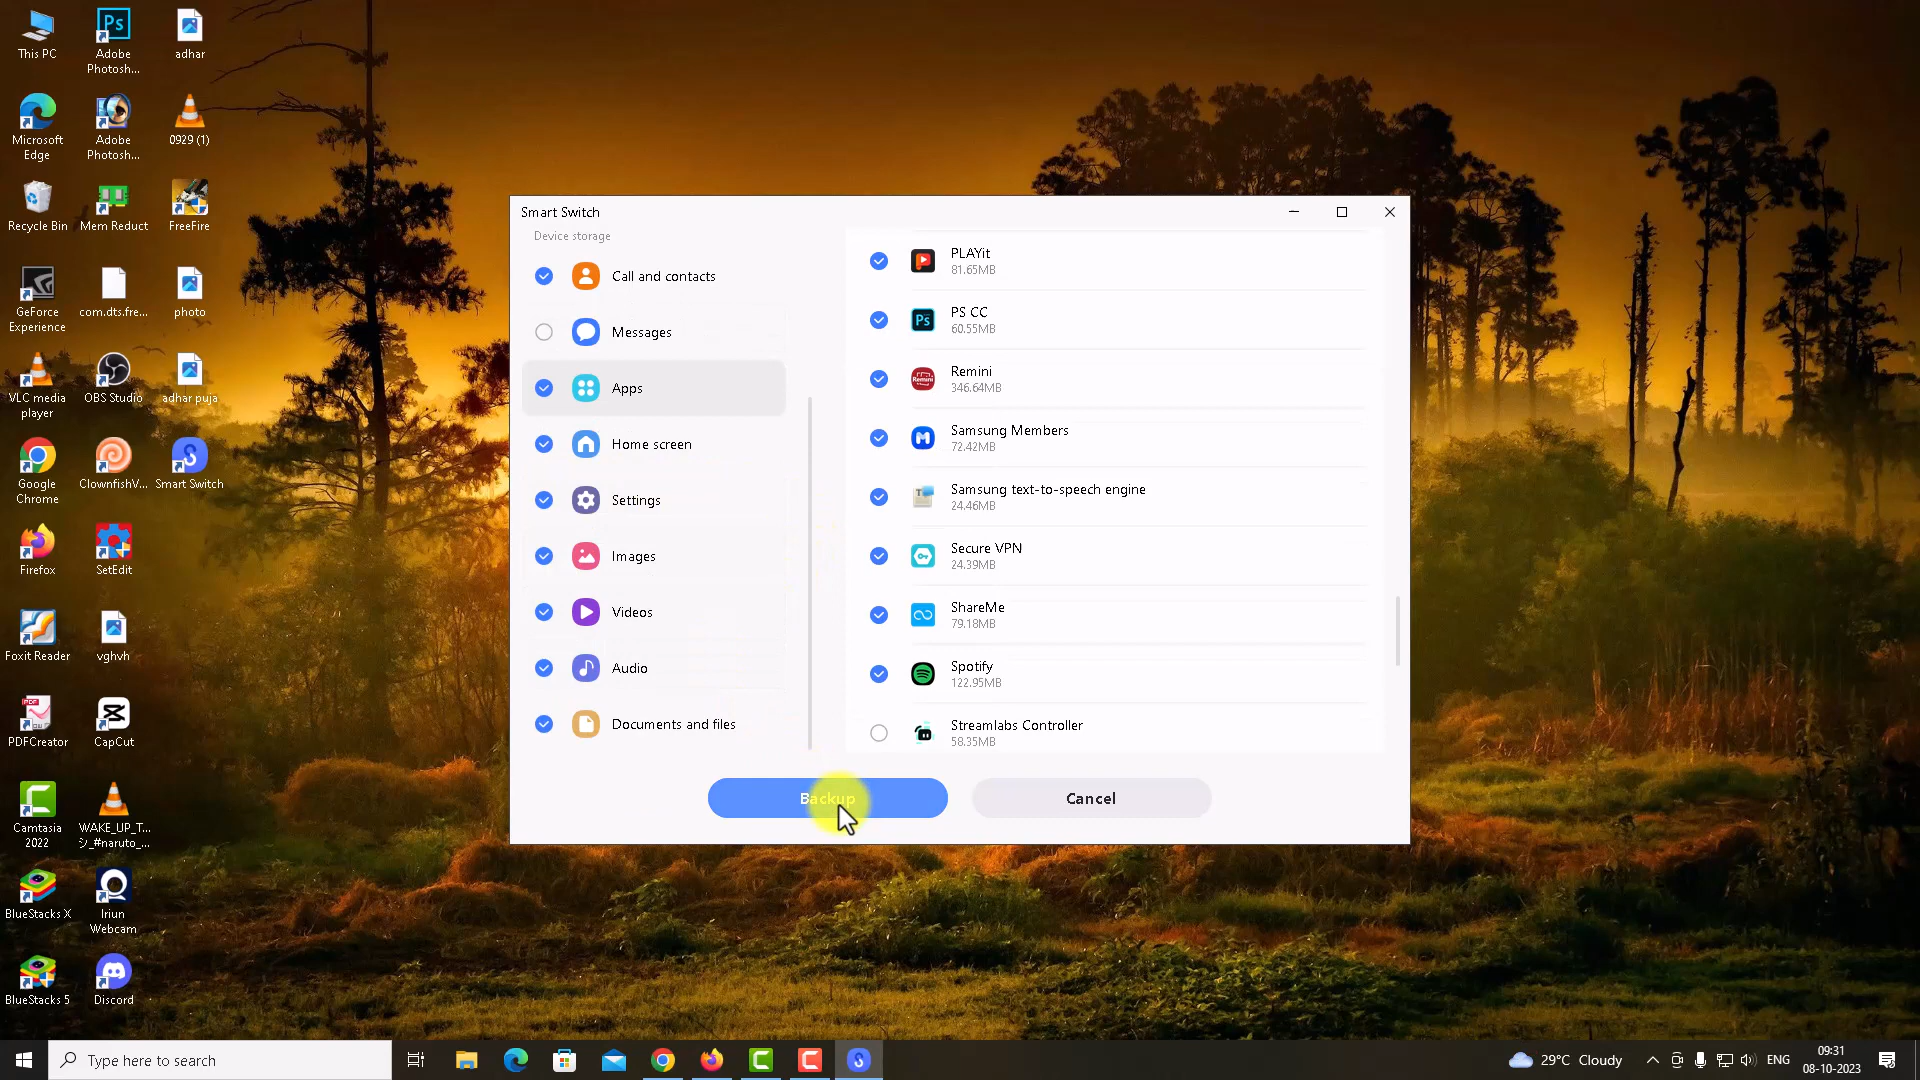 This PC
Adobe
Photosh...
adhar
Microsoft
Edge
Adobe
Photosh...
0929 (1)
Recycle Bin
Mem Reduct
FreeFire
GeForce
Experience
com.dts.fre...
photo
VLC media
player
OBS Studio
adhar puja
Google
Chrome
ClownfishV...
Smart Switch
Firefox
SetEdit
Foxit Reader
vghvh
PDFCreator
CapCut
Camtasia
2022
WAKE_UP_T...
シ_#naruto_...
BlueStacks X
Iriun
Webcam
BlueStacks 5
Discord
Smart Switch
Device storage
Call and contacts
Messages
Apps
Home screen
Settings
Images
Videos
Audio
Documents and files
PLAYit
81.65MB
PS CC
60.55MB
Remini
346.64MB
Samsung Members
72.42MB
Samsung text-to-speech engine
24.46MB
Secure VPN
24.39MB
ShareMe
79.18MB
Spotify
122.95MB
Streamlabs Controller
58.35MB
Backup
Cancel
Type here to search
29°C Cloudy
ENG
09:31
08-10-2023